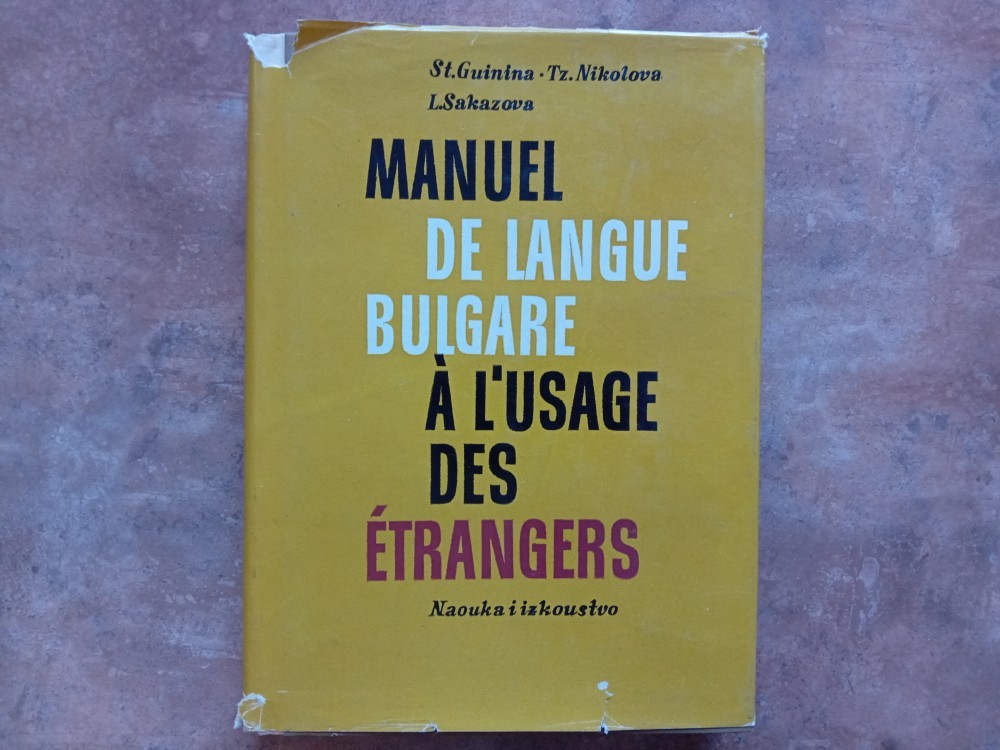 St.Guinina · Tz.Nikolova
L.Sakazova
MANUEL
DE LANGUE
BULGARE
À L'USAGE
DES
ÉTRANGERS
Naouka i izkoustvo